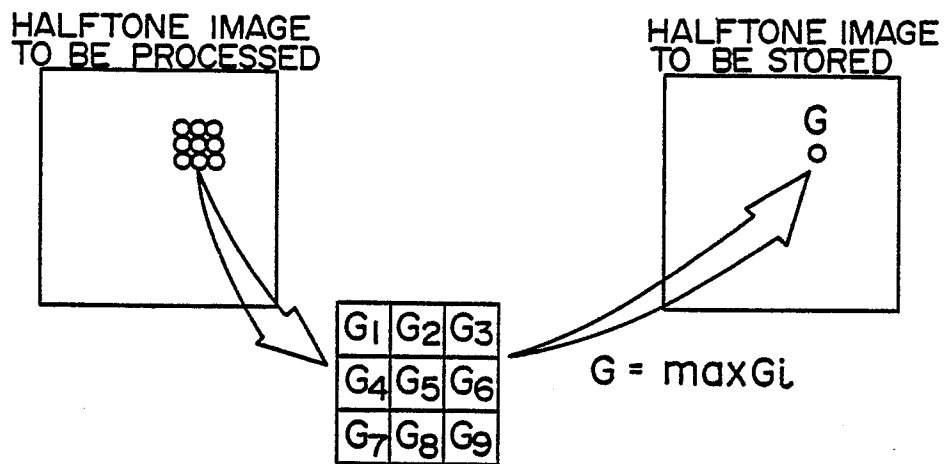 HALFTONE IMAGE
TO BE PROCESSED
HALFTONE IMAGE
TO BE STORED
G
G1 G2 G3
G4 G5 G6
G7 G8 G9
G = maxGi